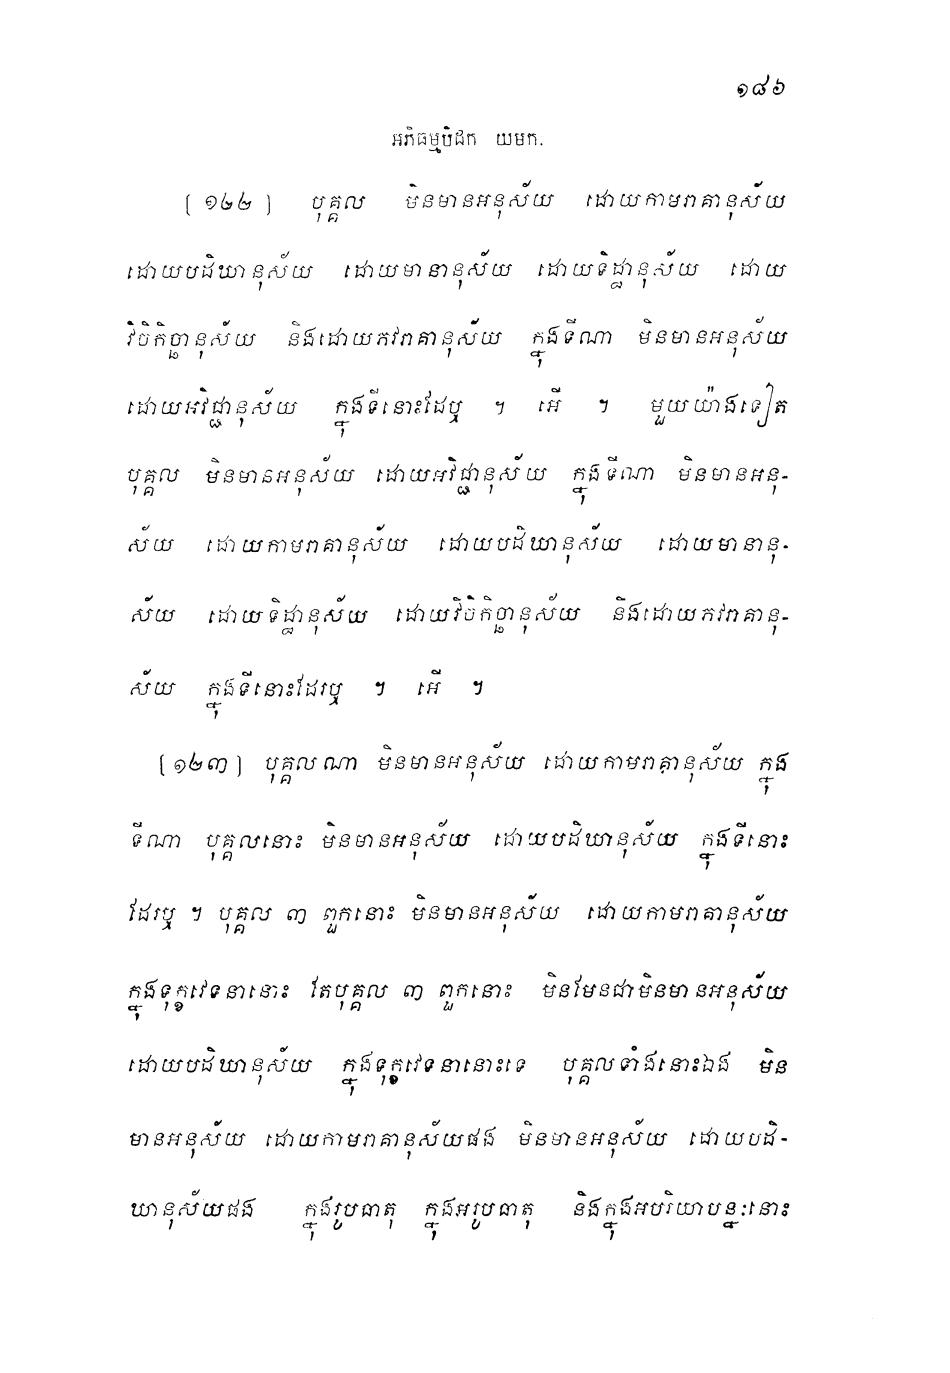 ១៨៦
អភិធម្មបិដក យមក.
[១២២] បុគ្គល មិនមានអនុស័យ ដោយកាមរាគានុស័យ
ដោយបដិឃានុស័យ ដោយមានានុស័យ ដោយទិដ្ឋានុស័យ ដោយ
វិចិកិច្ឆានុស័យ និងដោយភវរាគានុស័យ ក្នុងទីណា មិនមានអនុស័យ
ដោយអវិជ្ជានុស័យ ក្នុងទីនោះដែរឬ ។ អើ ។ មួយយ៉ាងទៀត
បុគ្គល មិនមានអនុស័យ ដោយអវិជ្ជានុស័យ ក្នុងទីណា មិនមានអនុ-
ស័យ ដោយកាមរាគានុស័យ ដោយបដិឃានុស័យ ដោយមានានុ-
ស័យ ដោយទិដ្ឋានុស័យ ដោយវិចិកិច្ឆានុស័យ និងដោយភវរាគានុ-
ស័យ ក្នុងទីនោះដែរឬ ។ អើ ។
[១២៣] បុគ្គលណា មិនមានអនុស័យ ដោយកាមរាគានុស័យ ក្នុង
ទីណា បុគ្គលនោះ មិនមានអនុស័យ ដោយបដិឃានុស័យ ក្នុងទីនោះ
ដែរឬ ។ បុគ្គល ៣ ពួកនោះ មិនមានអនុស័យ ដោយកាមរាគានុស័យ
ក្នុងទុក្ខវេទនានោះ តែបុគ្គល ៣ ពួកនោះ មិនមែនជាមិនមានអនុស័យ
ដោយបដិឃានុស័យ ក្នុងទុក្ខវេទនានោះទេ បុគ្គលទាំងនោះឯង មិន
មានអនុស័យ ដោយកាមរាគានុស័យផង មិនមានអនុស័យ ដោយបដិ-
ឃានុស័យផង ក្នុងរូបធាតុ ក្នុងអរូបធាតុ និងក្នុងអបរិយាបន្នៈនោះ